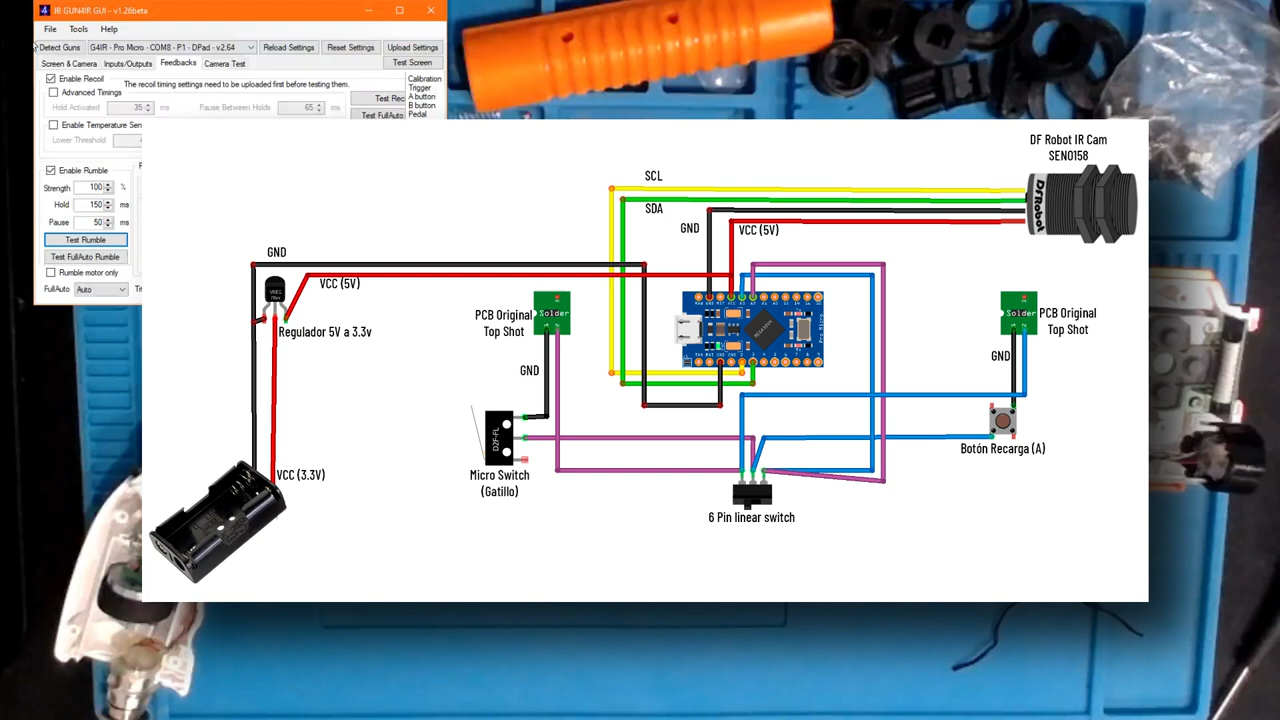 IB GUN4IR GUI - v1.26beta
File Tools Help
Detect Guns
G4IR - Pro Micro - COM8 - P1 - DPad - v2.64
Reload Settings
Reset Settings
Upload Settings
Screen & Camera
Inputs/Outputs
Feedbacks
Camera Test
Test Screen
Enable Recoil
The recoil timing settings need to be uploaded first before testing them.
Advanced Timings
Hold Activated 35 ms
Pause Between Holds 65 ms
Test Rec
Test FullAuto
Calibration
Trigger
A button
B button
Pedal
Enable Temperature Sen
Lower Threshold
Enable Rumble
Strength 100 %
Hold 150 ms
Pause 50 ms
Test Rumble
Test FullAuto Rumble
Rumble motor only
FullAuto Auto
DF Robot IR Cam
SEN0158
DFRobot
SCL
SDA
GND
VCC (5V)
GND
VCC (5V)
VREG
Regulador 5V a 3.3v
VCC (3.3V)
PCB Original
Top Shot
Solder
GND
D2F-FL
Micro Switch
(Gatillo)
Pro Micro
6 Pin linear switch
Solder
PCB Original
Top Shot
GND
Botón Recarga (A)